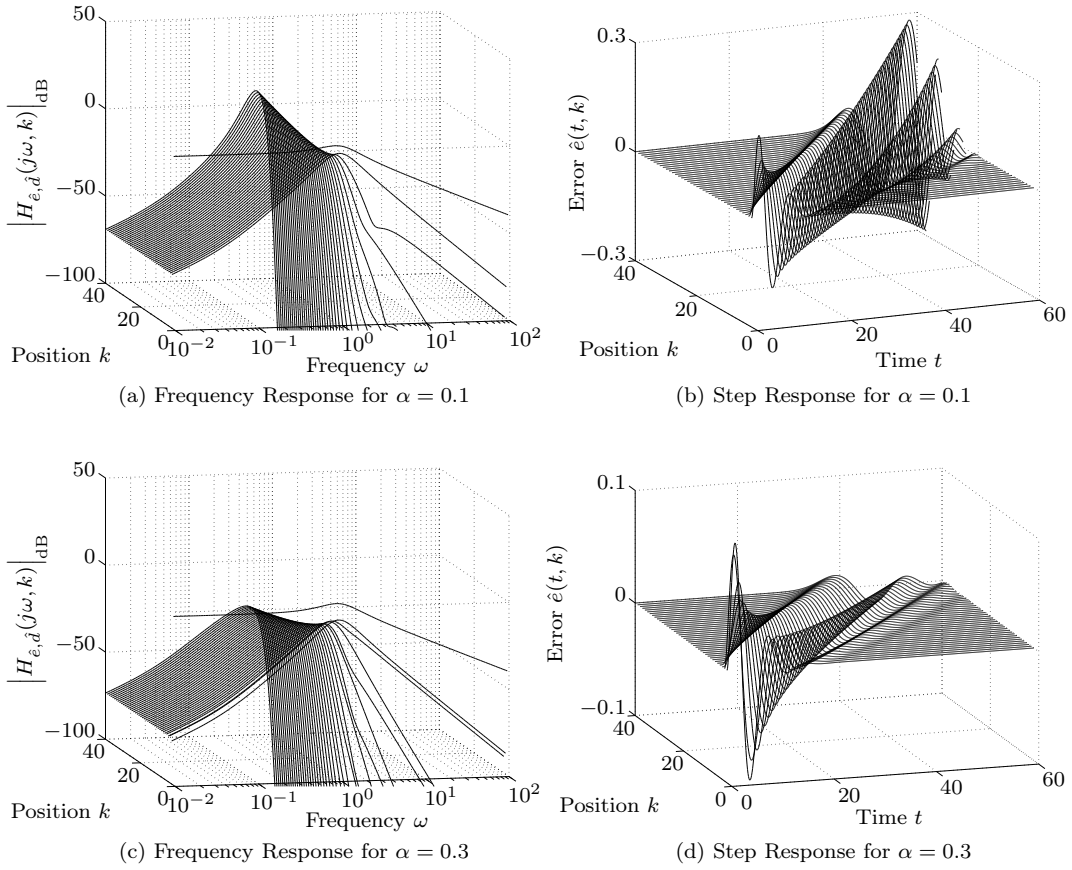 50
0
−50
−100
40
20
0
10^−2
10^−1
10^0
10^1
10^2
|H_{ê,d̂}(jω, k)|_dB
Position k
Frequency ω
(a) Frequency Response for α = 0.1
0.3
0
−0.3
40
20
0
0
20
40
60
Error ê(t, k)
Position k
Time t
(b) Step Response for α = 0.1
50
0
−50
−100
40
20
0
10^−2
10^−1
10^0
10^1
10^2
|H_{ê,d̂}(jω, k)|_dB
Position k
Frequency ω
(c) Frequency Response for α = 0.3
0.1
0
−0.1
40
20
0
0
20
40
60
Error ê(t, k)
Position k
Time t
(d) Step Response for α = 0.3